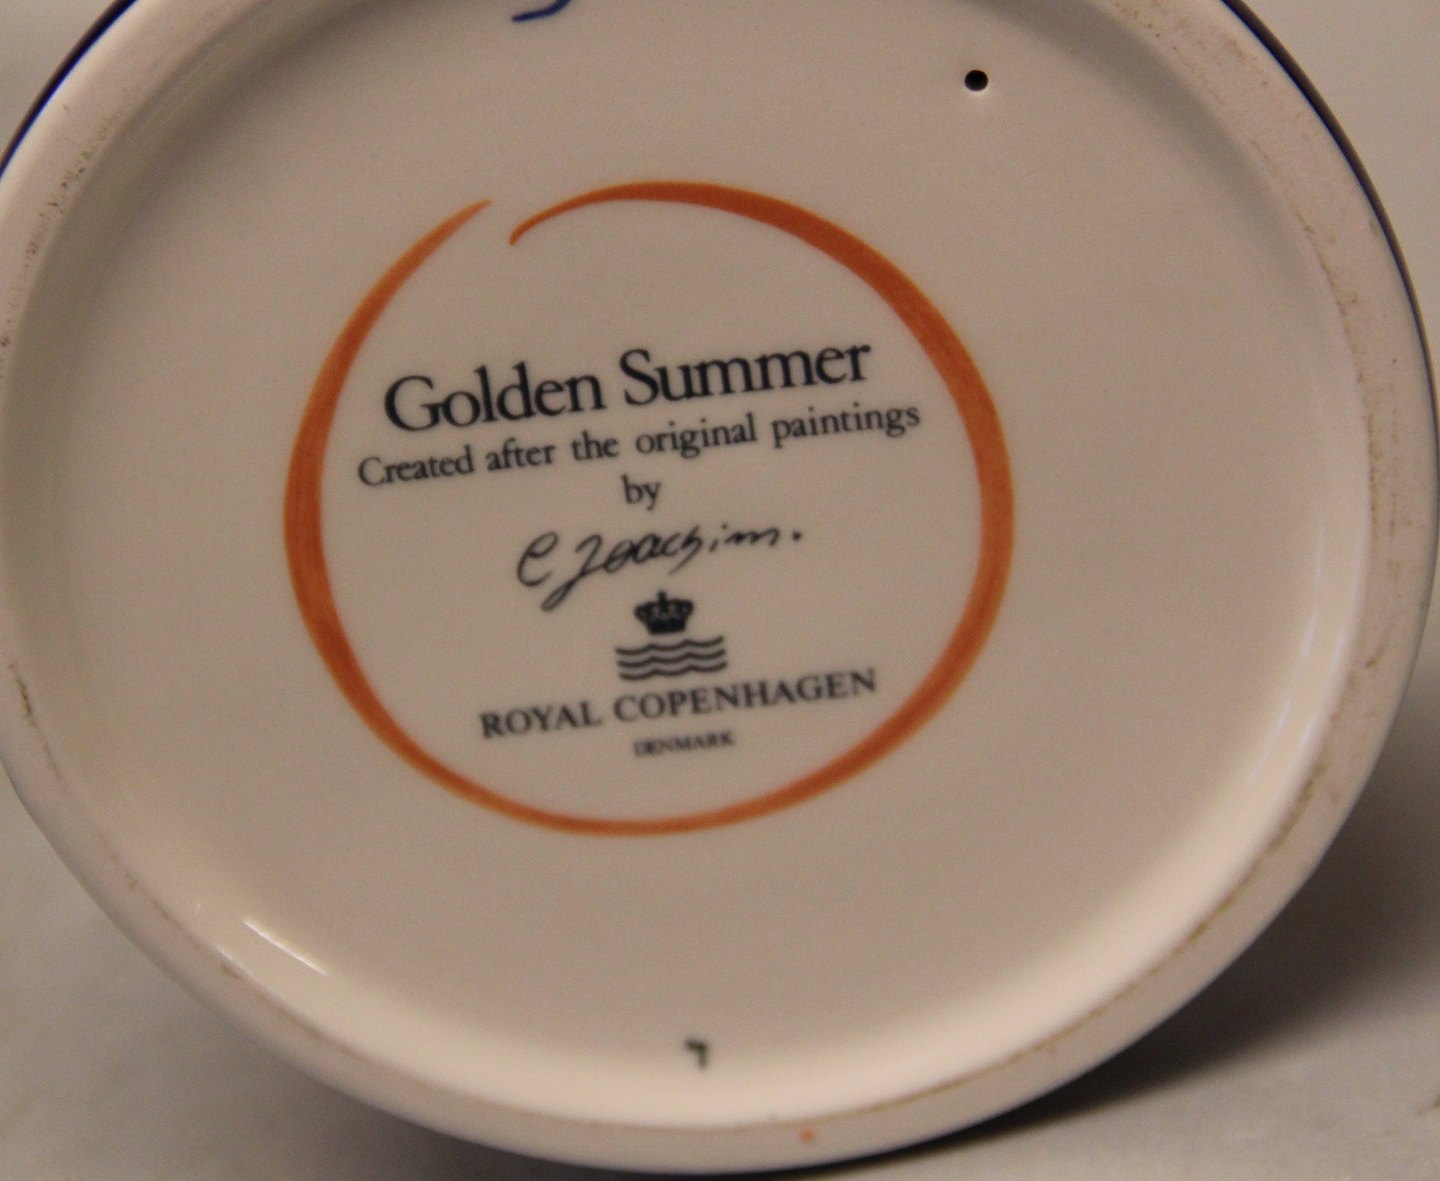 Golden Summer
Created after the original paintings
by
C Joachim.
ROYAL COPENHAGEN
DENMARK